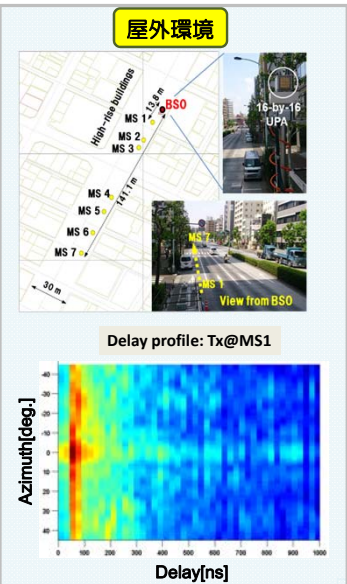 屋外環境
High-rise buildings
13.8 m
BS0
MS 1
MS 2
MS 3
141.1 m
MS 4
MS 5
MS 6
MS 7
30 m
16-by-16
UPA
MS 7
MS 1
View from BS0
Delay profile: Tx@MS1
Azimuth[deg.]
-40
-30
-20
-10
0
10
20
30
40
0 100 200 300 400 500 600 700 800 900 1000
Delay[ns]